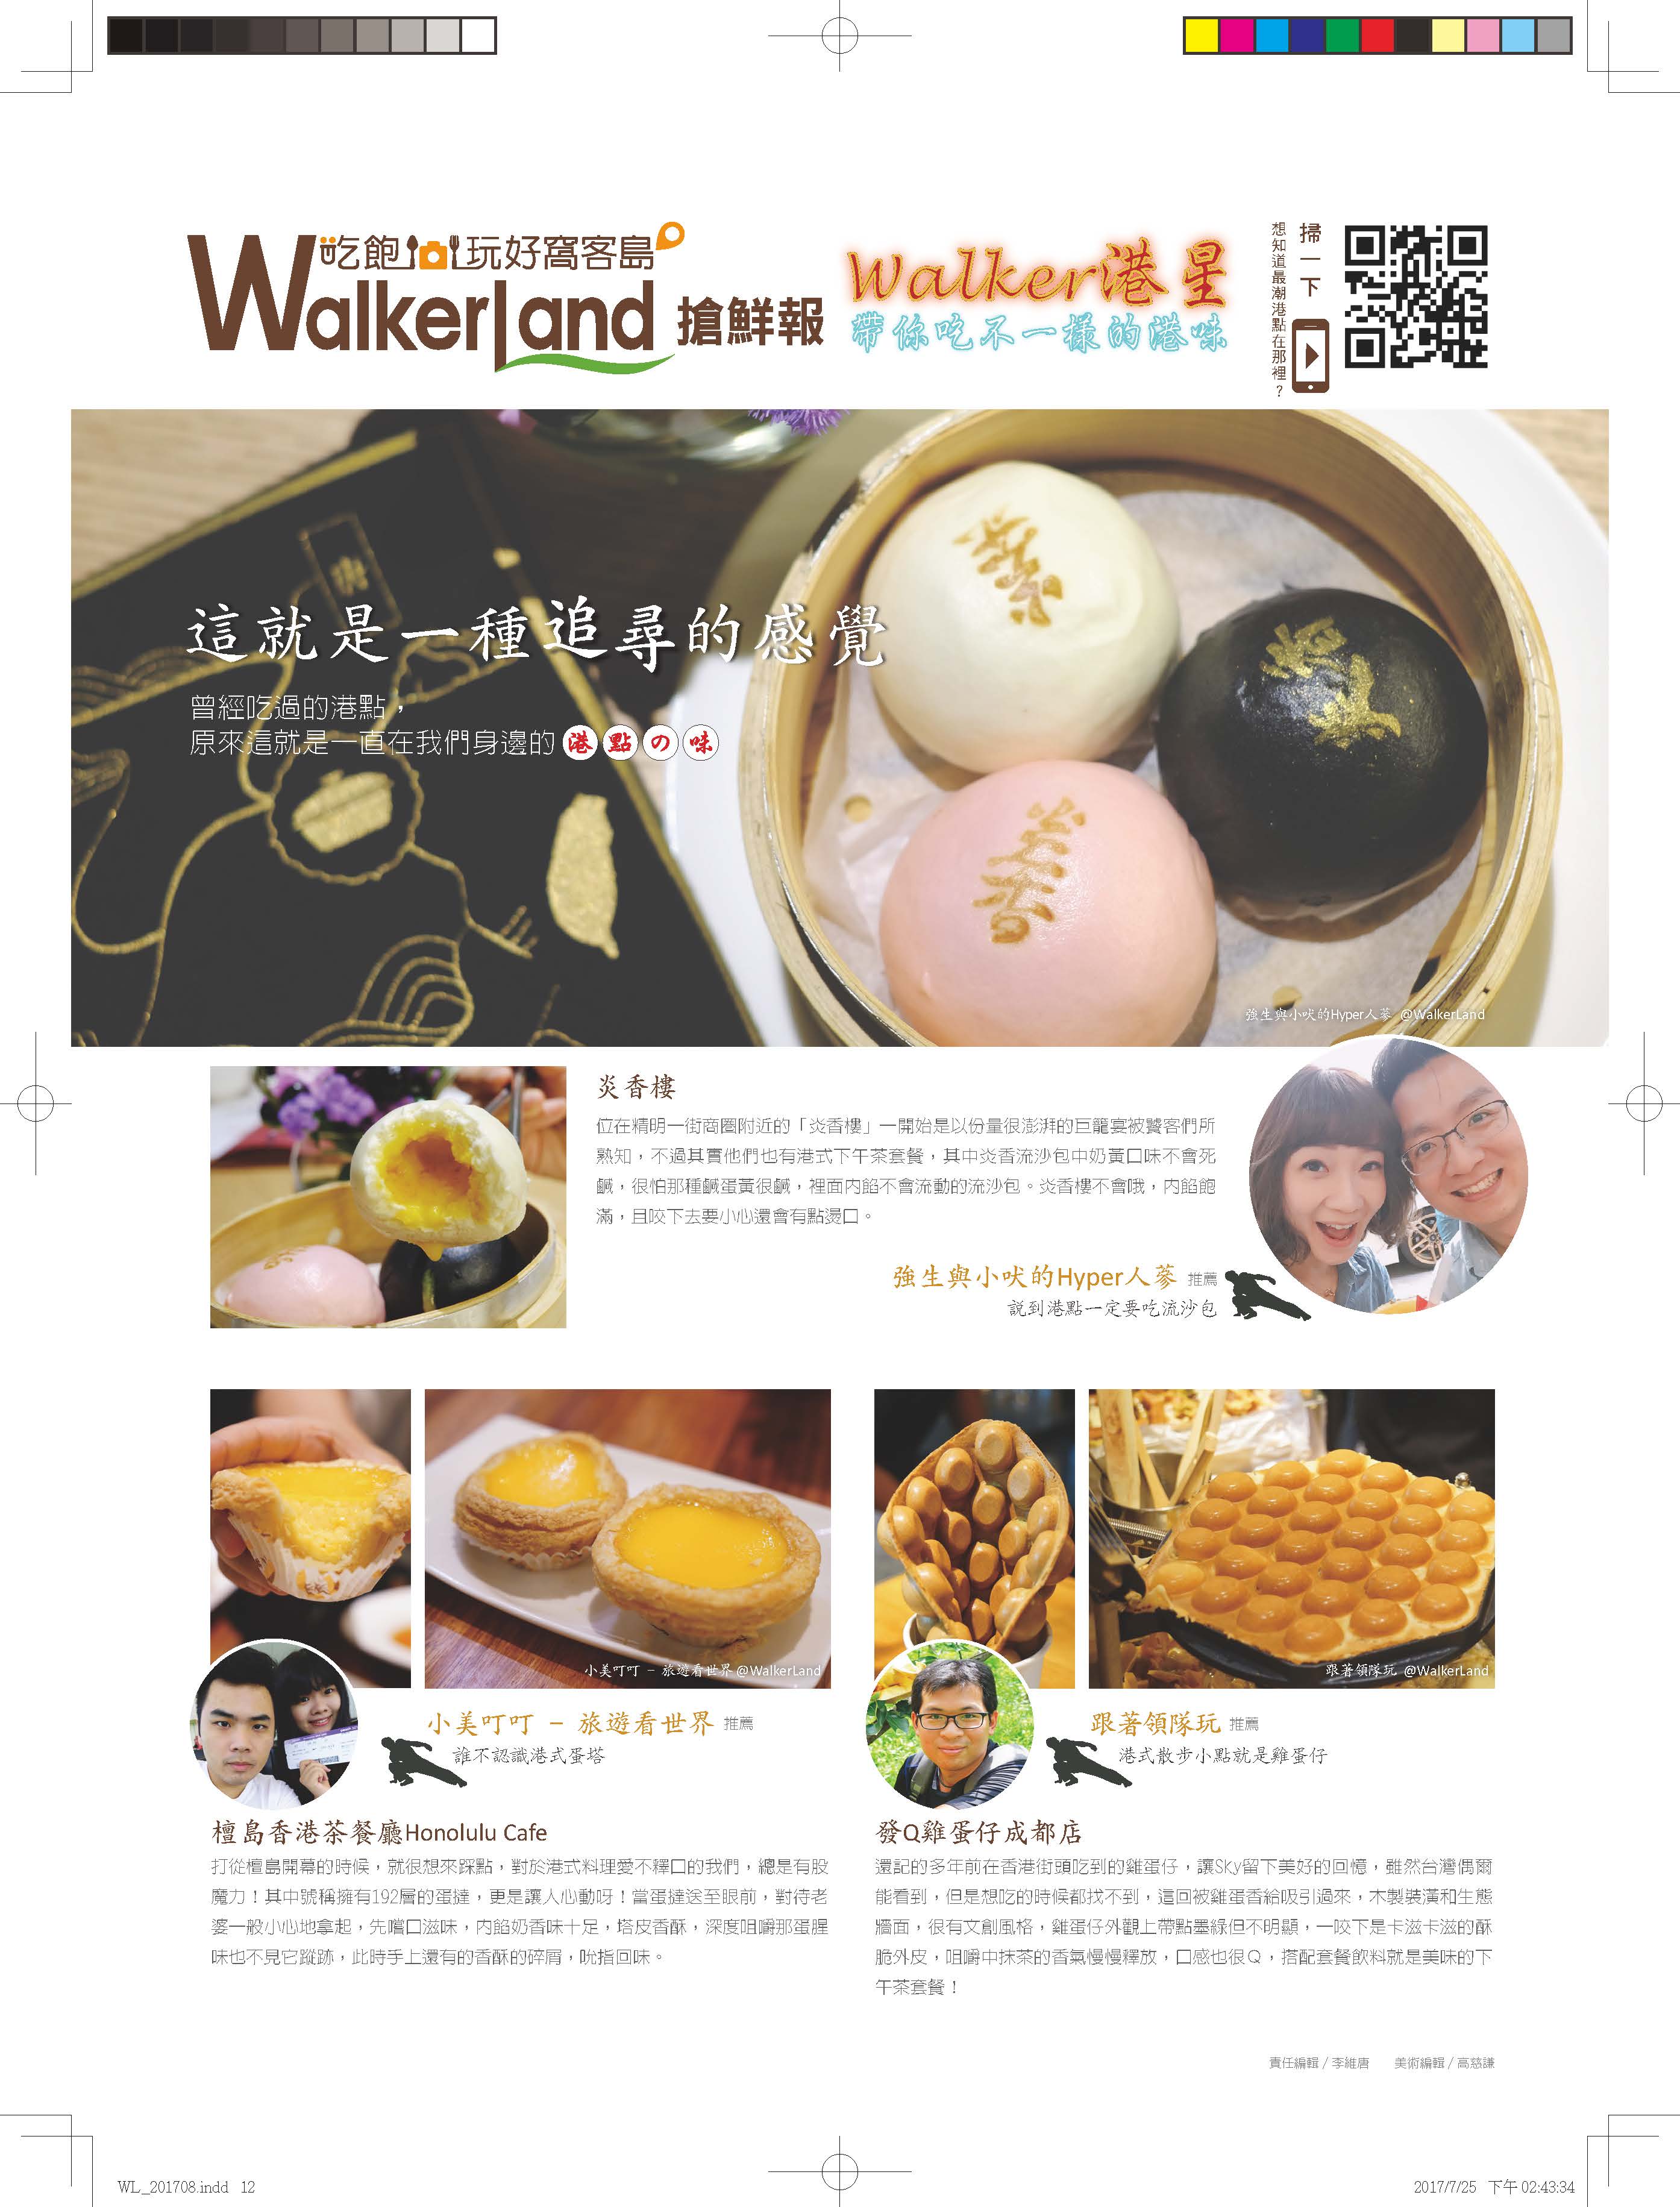 吃飽 玩好窩客島
WalkerLand 搶鮮報
Walker港星
帶你吃不一樣的港味
想知道最潮港點在那裡？
掃一下
這就是一種追尋的感覺
曾經吃過的港點，
原來這就是一直在我們身邊的 港點の味
炎香樓
強生與小吠的Hyper人蔘 @WalkerLand
炎香樓
位在精明一街商圈附近的「炎香樓」一開始是以份量很澎湃的巨籠宴被饕客們所
熟知，不過其實他們也有港式下午茶套餐，其中炎香流沙包中奶黃口味不會死
鹹，很怕那種鹹蛋黃很鹹，裡面內餡不會流動的流沙包。炎香樓不會哦，內餡飽
滿，且咬下去要小心還會有點燙口。
強生與小吠的Hyper人蔘 推薦
說到港點一定要吃流沙包
小美叮叮 - 旅遊看世界 @WalkerLand
小美叮叮 - 旅遊看世界 推薦
誰不認識港式蛋塔
檀島香港茶餐廳Honolulu Cafe
打從檀島開幕的時候，就很想來踩點，對於港式料理愛不釋口的我們，總是有股
魔力！其中號稱擁有192層的蛋撻，更是讓人心動呀！當蛋撻送至眼前，對待老
婆一般小心地拿起，先嚐口滋味，內餡奶香味十足，塔皮香酥，深度咀嚼那蛋腥
味也不見它蹤跡，此時手上還有的香酥的碎屑，吮指回味。
跟著領隊玩 @WalkerLand
跟著領隊玩 推薦
港式散步小點就是雞蛋仔
發Q雞蛋仔成都店
還記的多年前在香港街頭吃到的雞蛋仔，讓Sky留下美好的回憶，雖然台灣偶爾
能看到，但是想吃的時候都找不到，這回被雞蛋香給吸引過來，木製裝潢和生態
牆面，很有文創風格，雞蛋仔外觀上帶點墨綠但不明顯，一咬下是卡滋卡滋的酥
脆外皮，咀嚼中抹茶的香氣慢慢釋放，口感也很Q，搭配套餐飲料就是美味的下
午茶套餐！
責任編輯 / 李維唐 美術編輯 / 高慈謙
WL_201708.indd 12
2017/7/25 下午 02:43:34